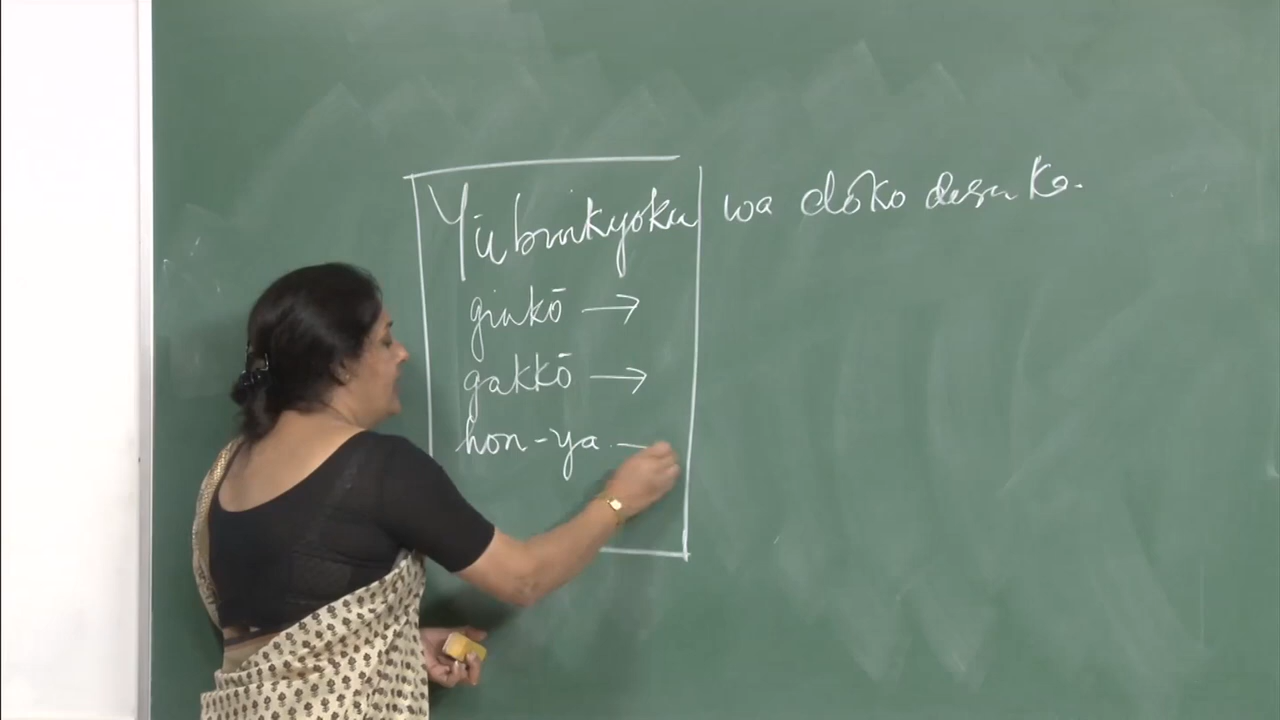 Yūbinkyoku wa doko desu ka.
ginkō →
gakkō →
hon-ya.